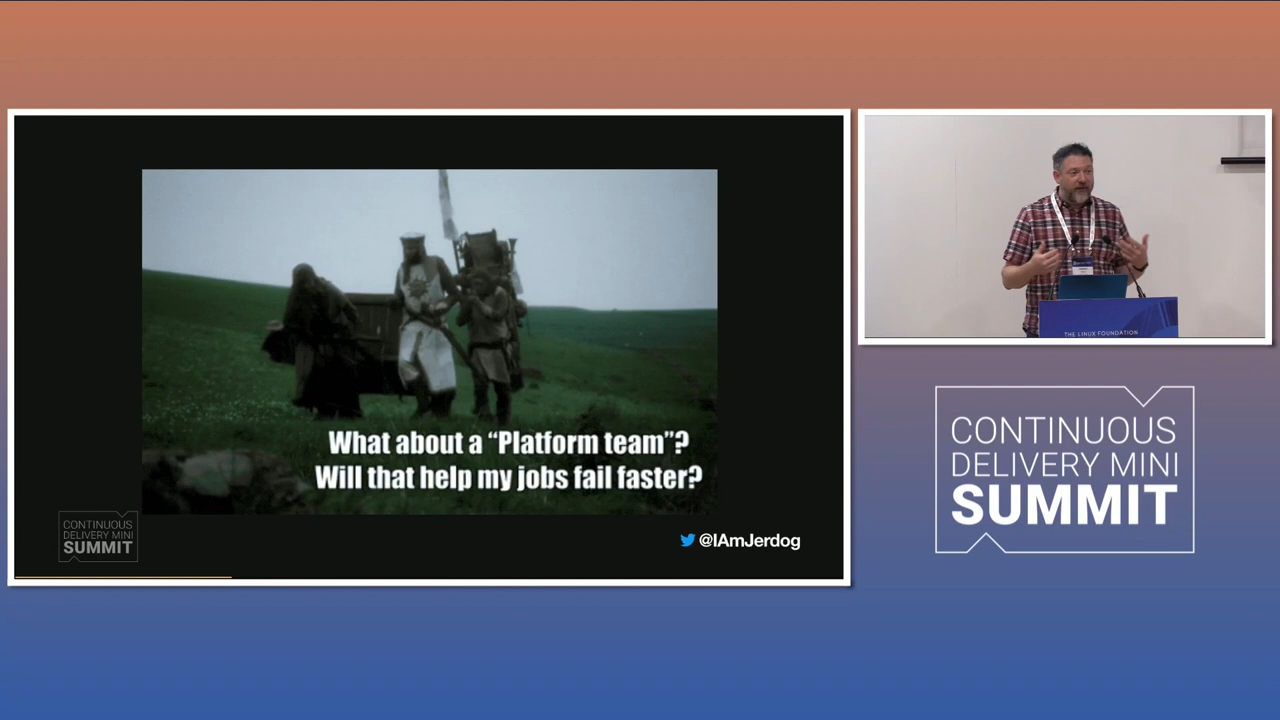 What about a “Platform team”?
Will that help my jobs fail faster?
CONTINUOUS
DELIVERY MINI
SUMMIT
@IAmJerdog
THE LINUX FOUNDATION
CONTINUOUS
DELIVERY MINI
SUMMIT